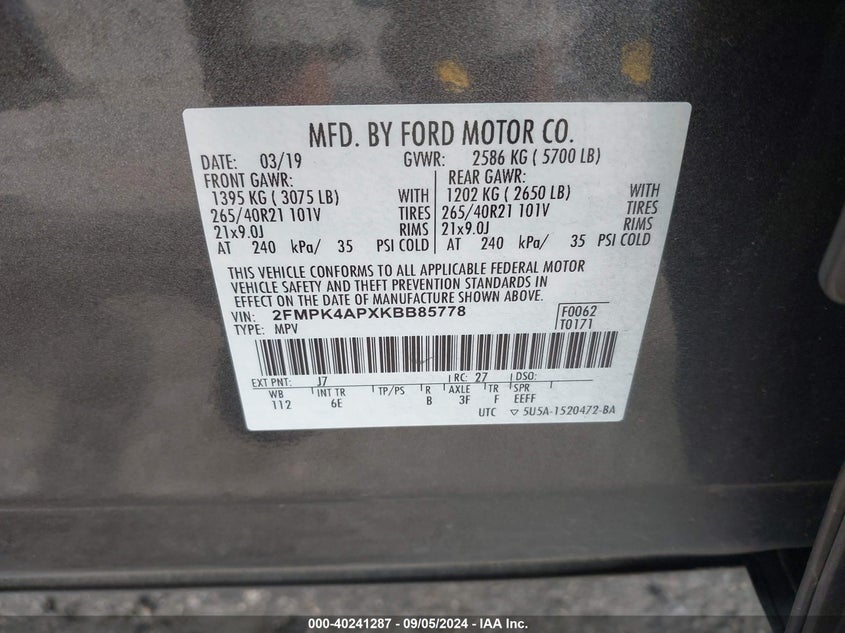 MFD. BY FORD MOTOR CO.
DATE: 03/19 GVWR: 2586 KG ( 5700 LB)
FRONT GAWR: REAR GAWR:
1395 KG ( 3075 LB) WITH 1202 KG ( 2650 LB) WITH
265/40R21 101V TIRES 265/40R21 101V TIRES
21x9.0J RIMS 21x9.0J RIMS
AT 240 kPa/ 35 PSI COLD AT 240 kPa/ 35 PSI COLD
THIS VEHICLE CONFORMS TO ALL APPLICABLE FEDERAL MOTOR
VEHICLE SAFETY AND THEFT PREVENTION STANDARDS IN
EFFECT ON THE DATE OF MANUFACTURE SHOWN ABOVE.
VIN: 2FMPK4APXKBB85778 F0062
TYPE: MPV T0171
EXT PNT: J7 RC: 27 DSO:
WB INT TR TP/PS R AXLE TR SPR
112 6E B 3F F EEFF
UTC ▽ 5U5A-1520472-BA
000-40241287 - 09/05/2024 - IAA Inc.